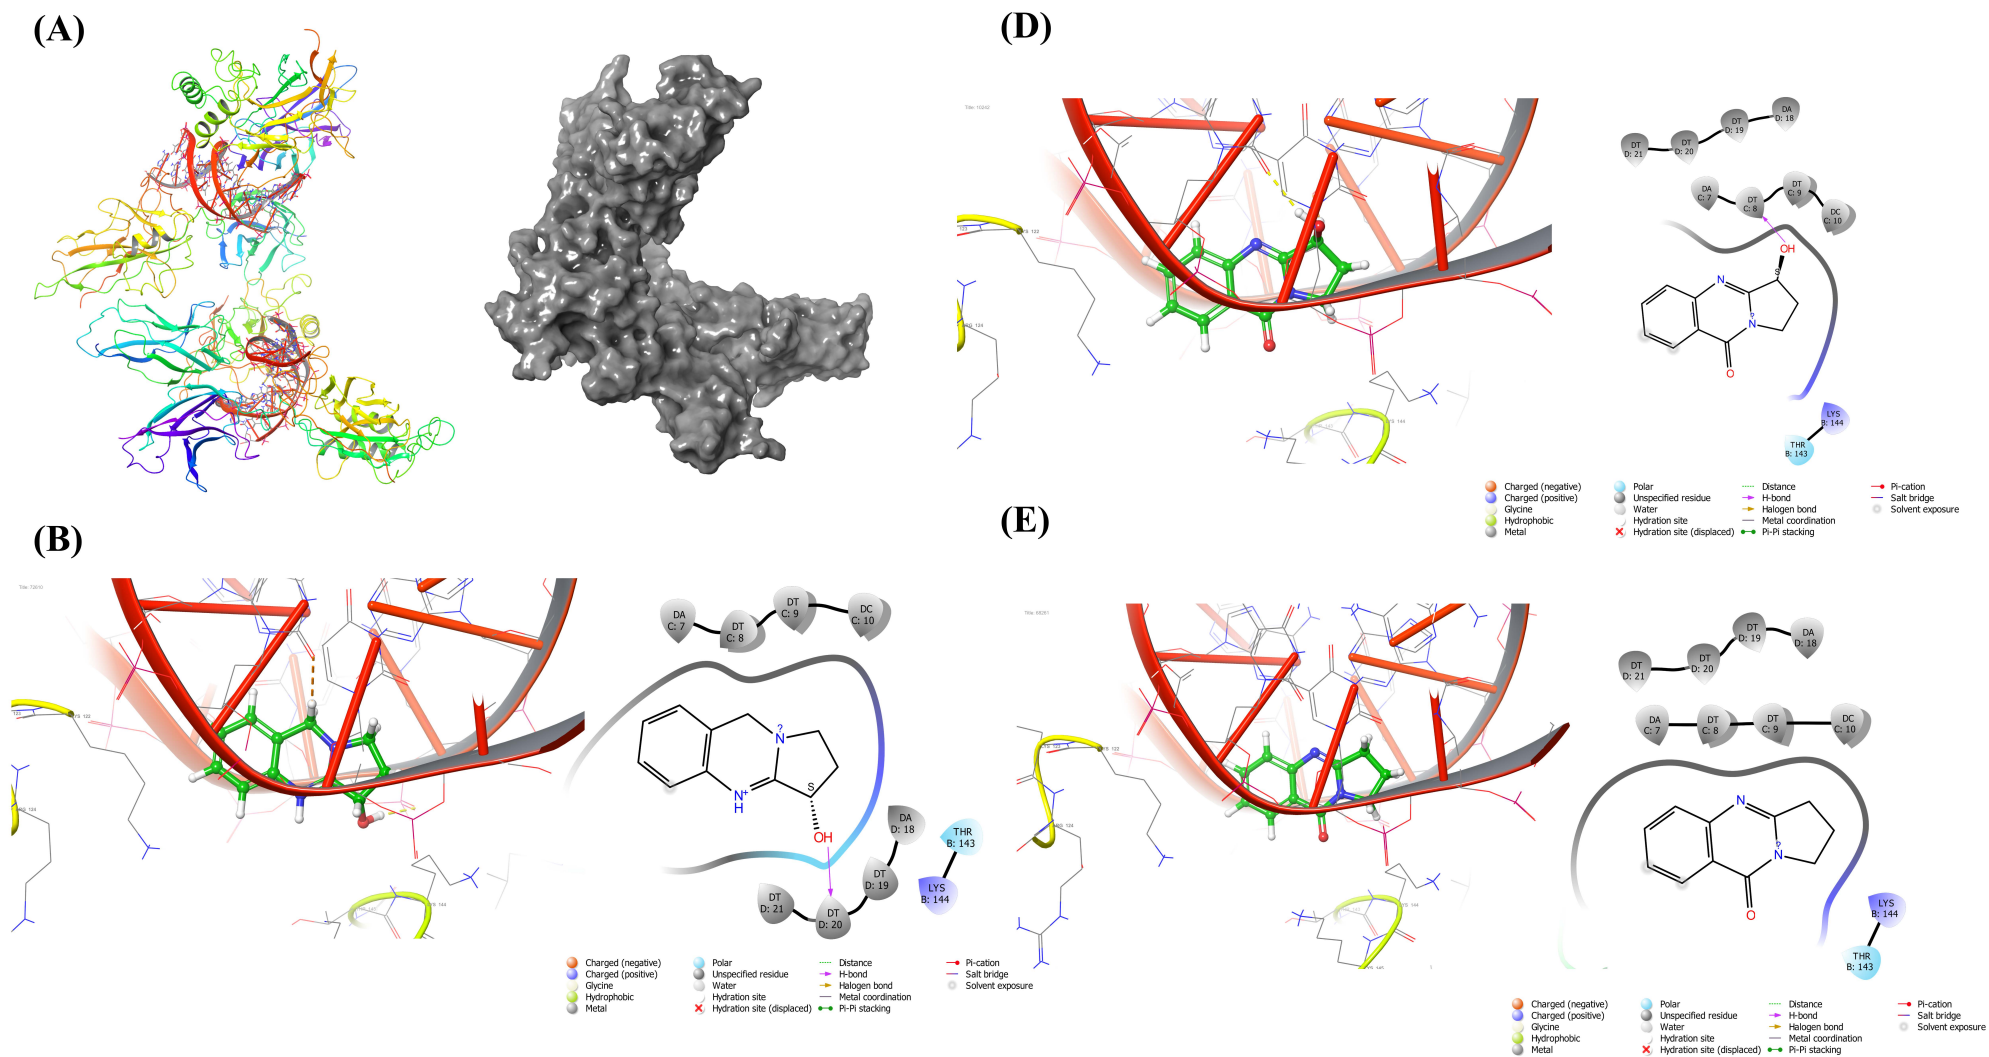 (A)
(D)
Title: 10242
DA
D: 18
DT
D: 19
DT
D: 20
DT
D: 21
DA
C: 7
DT
C: 8
DT
C: 9
DC
C: 10
OH
S
N
N
?
O
LYS
B: 144
THR
B: 143
Charged (negative)
Charged (positive)
Glycine
Hydrophobic
Metal
Polar
Unspecified residue
Water
Hydration site
Hydration site (displaced)
Distance
H-bond
Halogen bond
Metal coordination
Pi-Pi stacking
Pi-cation
Salt bridge
Solvent exposure
(B)
DA
C: 7
DT
C: 8
DT
C: 9
DC
C: 10
?
N
N+
H
S
OH
DA
D: 18
DT
D: 19
DT
D: 20
DT
D: 21
THR
B: 143
LYS
B: 144
Charged (negative)
Charged (positive)
Glycine
Hydrophobic
Metal
Polar
Unspecified residue
Water
Hydration site
Hydration site (displaced)
Distance
H-bond
Halogen bond
Metal coordination
Pi-Pi stacking
Pi-cation
Salt bridge
Solvent exposure
(E)
DT
D: 19
DA
D: 18
DT
D: 20
DT
D: 21
DA
C: 7
DT
C: 8
DT
C: 9
DC
C: 10
N
?
N
O
LYS
B: 144
THR
B: 143
Charged (negative)
Charged (positive)
Glycine
Hydrophobic
Metal
Polar
Unspecified residue
Water
Hydration site
Hydration site (displaced)
Distance
H-bond
Halogen bond
Metal coordination
Pi-Pi stacking
Pi-cation
Salt bridge
Solvent exposure